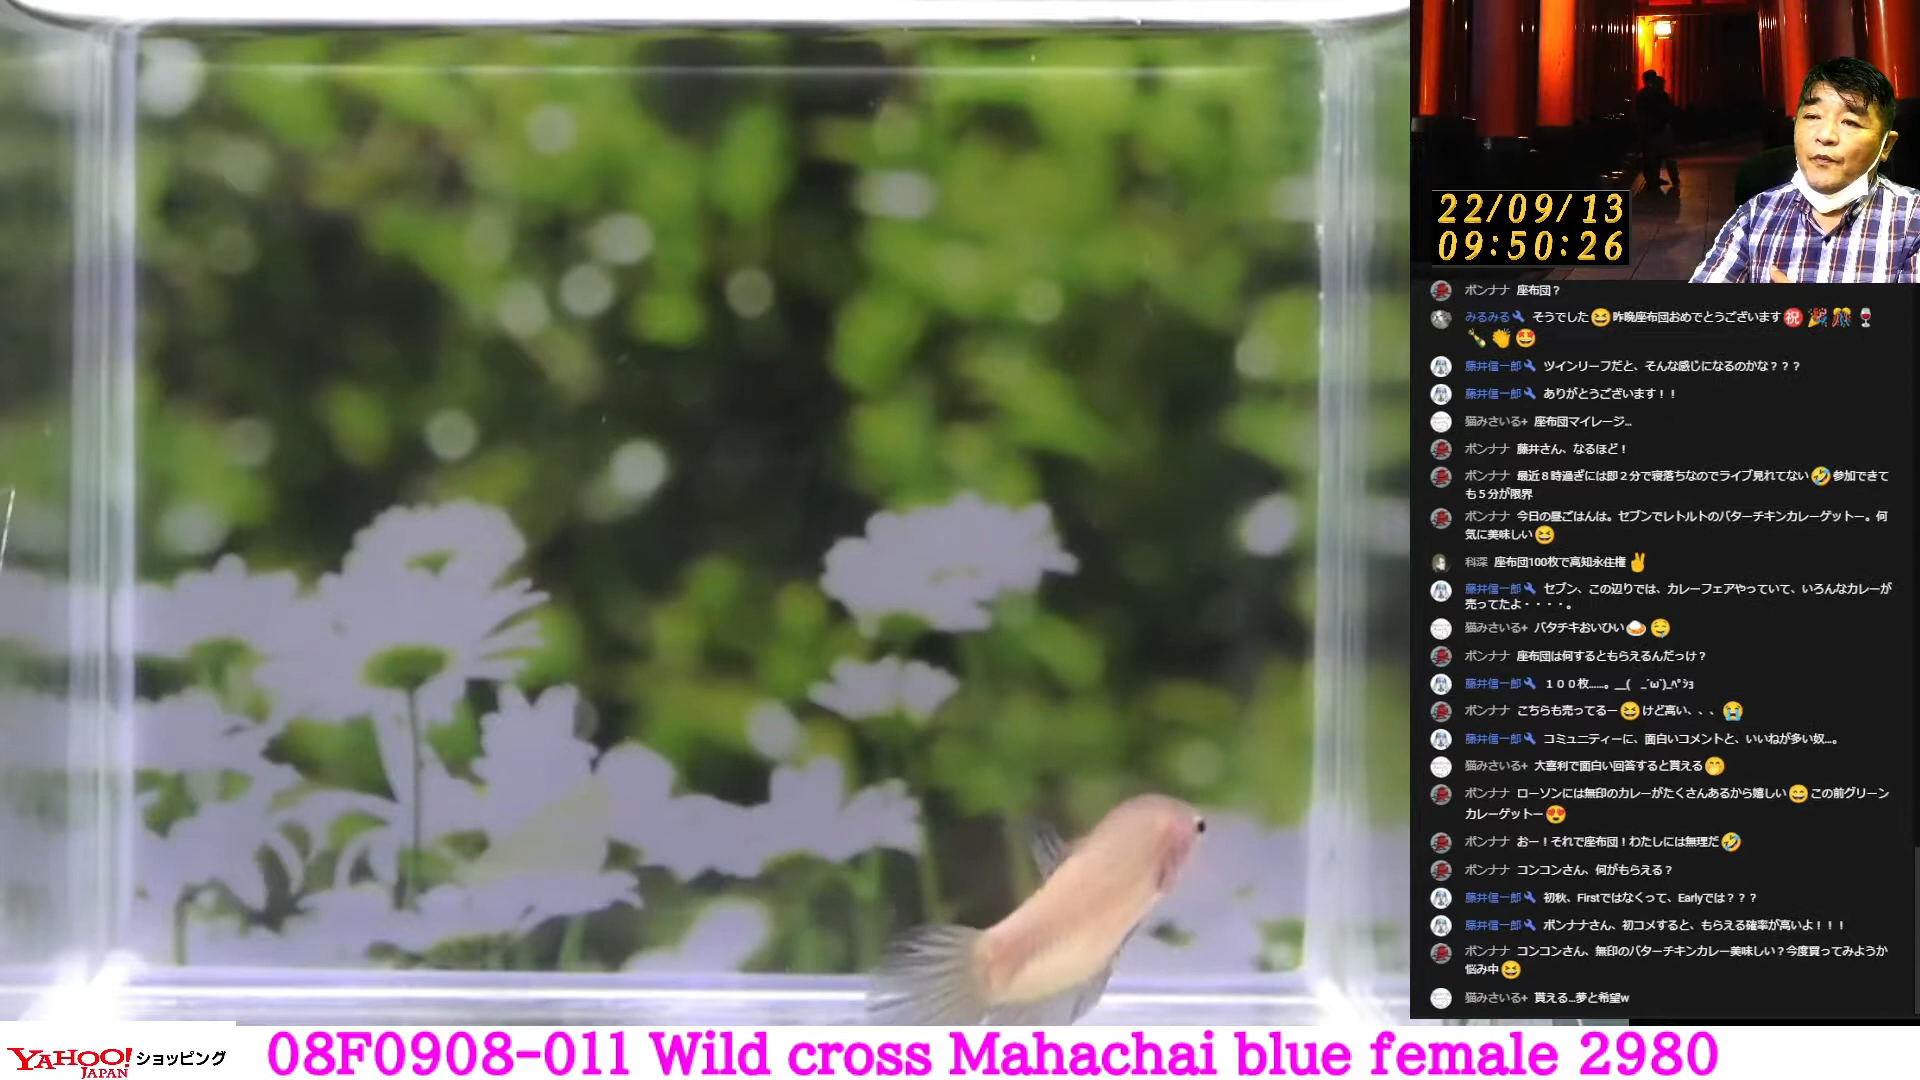 22/09/13
09:50:26
ボンナナ 座布団？
みるみる そうでした😆昨晩座布団おめでとうございます㊗🎉🎊🍷
🍾👏🤩
藤井信一郎 ツインリーフだと、そんな感じになるのかな？？？
藤井信一郎 ありがとうございます！！
猫みさいる+ 座布団マイレージ...
ボンナナ 藤井さん、なるほど！
ボンナナ 最近８時過ぎには即２分で寝落ちなのでライブ見れてない🤣参加できて
も５分が限界
ボンナナ 今日の昼ごはんは。セブンでレトルトのバターチキンカレーゲットー。何
気に美味しい😆
科深 座布団100枚で高知永住権✌
藤井信一郎 セブン、この辺りでは、カレーフェアやっていて、いろんなカレーが
売ってたよ・・・・。
猫みさいる+ バタチキおいひい🍛🤤
ボンナナ 座布団は何するともらえるんだっけ？
藤井信一郎 １００枚......。__(　_´ω`)_ﾍﾟｼｮ
ボンナナ こちらも売ってるー😆けど高い、、、😭
藤井信一郎 コミュニティーに、面白いコメントと、いいねが多い奴...。
猫みさいる+ 大喜利で面白い回答すると貰える🤭
ボンナナ ローソンには無印のカレーがたくさんあるから嬉しい😄この前グリーン
カレーゲットー😍
ボンナナ おー！それで座布団！わたしには無理だ🤣
ボンナナ コンコンさん、何がもらえる？
藤井信一郎 初秋、Firstではなくって、Earlyでは？？？
藤井信一郎 ボンナナさん、初コメすると、もらえる確率が高いよ！！！
ボンナナ コンコンさん、無印のバターチキンカレー美味しい？今度買ってみようか
悩み中😆
猫みさいる+ 貰える...夢と希望w
YAHOO! JAPAN ショッピング
08F0908-011 Wild cross Mahachai blue female 2980